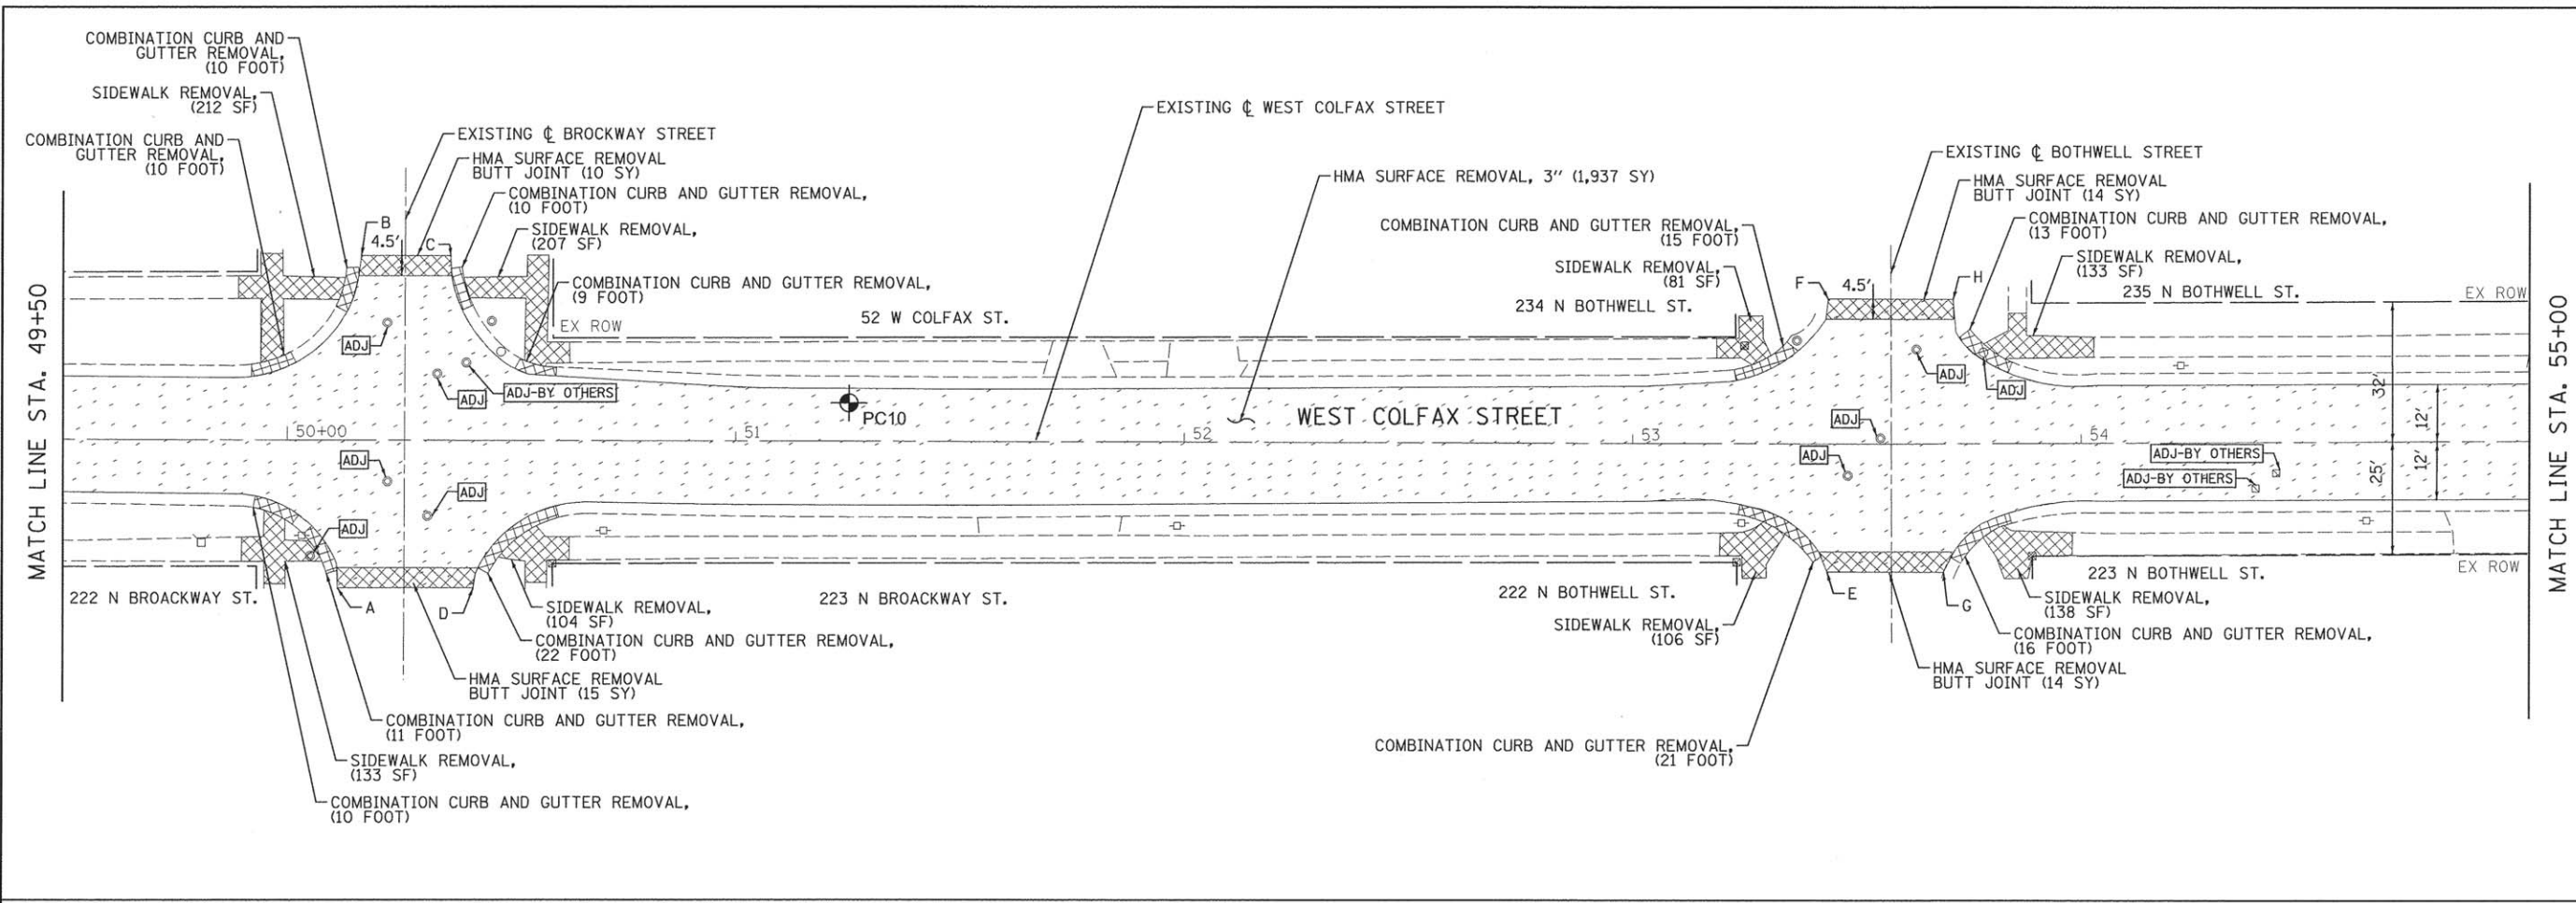 COMBINATION CURB AND
GUTTER REMOVAL,
(10 FOOT)
SIDEWALK REMOVAL,
(212 SF)
COMBINATION CURB AND
GUTTER REMOVAL,
(10 FOOT)
EXISTING ℄ BROCKWAY STREET
HMA SURFACE REMOVAL
BUTT JOINT (10 SY)
COMBINATION CURB AND GUTTER REMOVAL,
(10 FOOT)
SIDEWALK REMOVAL,
(207 SF)
COMBINATION CURB AND GUTTER REMOVAL,
(9 FOOT)
B
4.5'
C
EX ROW
52 W COLFAX ST.
EXISTING ℄ WEST COLFAX STREET
HMA SURFACE REMOVAL, 3" (1,937 SY)
COMBINATION CURB AND GUTTER REMOVAL,
(15 FOOT)
SIDEWALK REMOVAL,
(81 SF)
234 N BOTHWELL ST.
EXISTING ℄ BOTHWELL STREET
HMA SURFACE REMOVAL
BUTT JOINT (14 SY)
COMBINATION CURB AND GUTTER REMOVAL,
(13 FOOT)
SIDEWALK REMOVAL,
(133 SF)
F
4.5'
H
235 N BOTHWELL ST.
EX ROW
MATCH LINE STA. 49+50
MATCH LINE STA. 55+00
ADJ
ADJ
ADJ-BY OTHERS
ADJ
ADJ
PC10
WEST COLFAX STREET
50+00
51
52
53
54
ADJ
ADJ
ADJ
ADJ
ADJ
ADJ-BY OTHERS
ADJ-BY OTHERS
32'
25'
12'
12'
EX ROW
222 N BROACKWAY ST.
A
D
223 N BROACKWAY ST.
222 N BOTHWELL ST.
E
G
223 N BOTHWELL ST.
SIDEWALK REMOVAL,
(104 SF)
COMBINATION CURB AND GUTTER REMOVAL,
(22 FOOT)
HMA SURFACE REMOVAL
BUTT JOINT (15 SY)
COMBINATION CURB AND GUTTER REMOVAL,
(11 FOOT)
SIDEWALK REMOVAL,
(133 SF)
COMBINATION CURB AND GUTTER REMOVAL,
(10 FOOT)
SIDEWALK REMOVAL,
(106 SF)
COMBINATION CURB AND GUTTER REMOVAL,
(21 FOOT)
SIDEWALK REMOVAL,
(138 SF)
COMBINATION CURB AND GUTTER REMOVAL,
(16 FOOT)
HMA SURFACE REMOVAL
BUTT JOINT (14 SY)